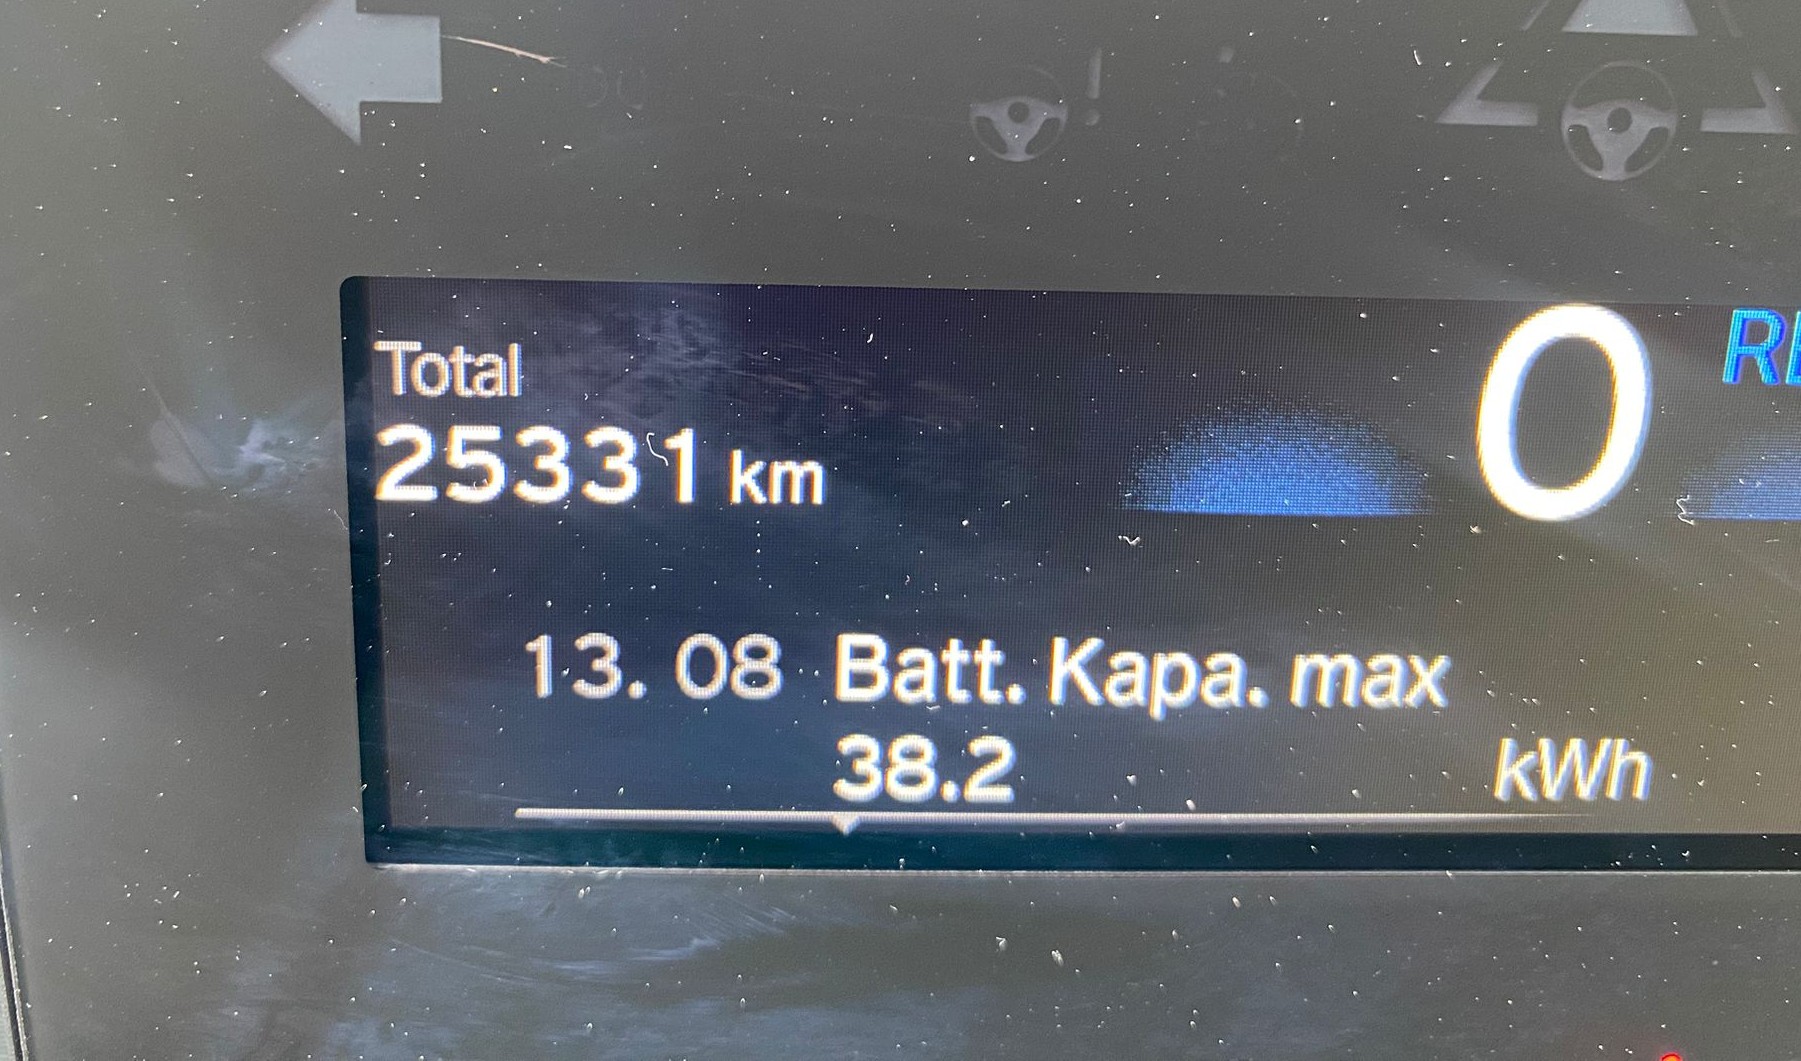 Total
25331 km
0
13. 08 Batt. Kapa. max
38.2 kWh